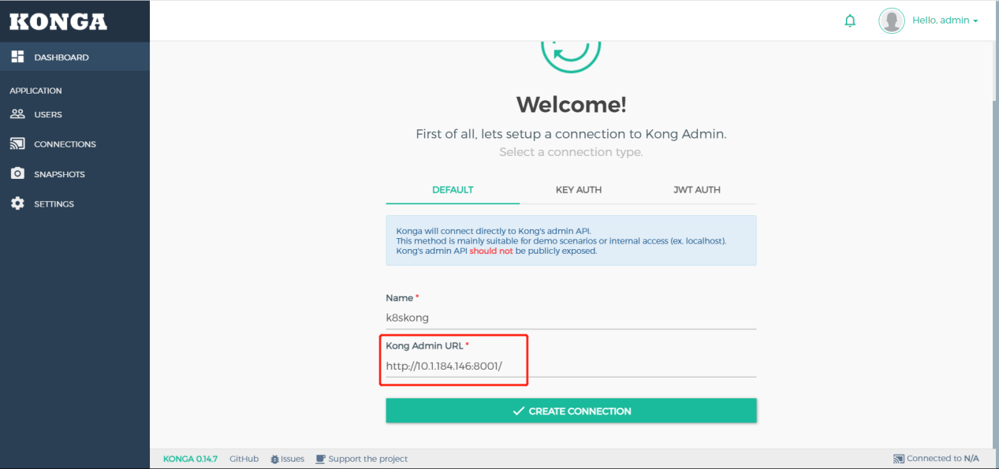 KONGA
Hello, admin
DASHBOARD
APPLICATION
USERS
CONNECTIONS
SNAPSHOTS
SETTINGS
Welcome!
First of all, lets setup a connection to Kong Admin.
Select a connection type.
DEFAULT KEY AUTH JWT AUTH
Konga will connect directly to Kong's admin API.
This method is mainly suitable for demo scenarios or internal access (ex. localhost).
Kong's admin API should not be publicly exposed.
Name *
k8skong
Kong Admin URL *
http://10.1.184.146:8001/
CREATE CONNECTION
KONGA 0.14.7 GitHub Issues Support the project Connected to N/A